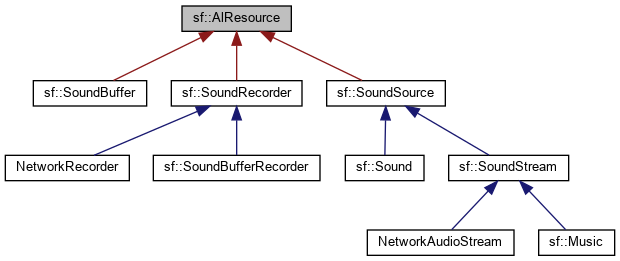 sf::AlResource
sf::SoundBuffer
sf::SoundRecorder
sf::SoundSource
NetworkRecorder
sf::SoundBufferRecorder
sf::Sound
sf::SoundStream
NetworkAudioStream
sf::Music